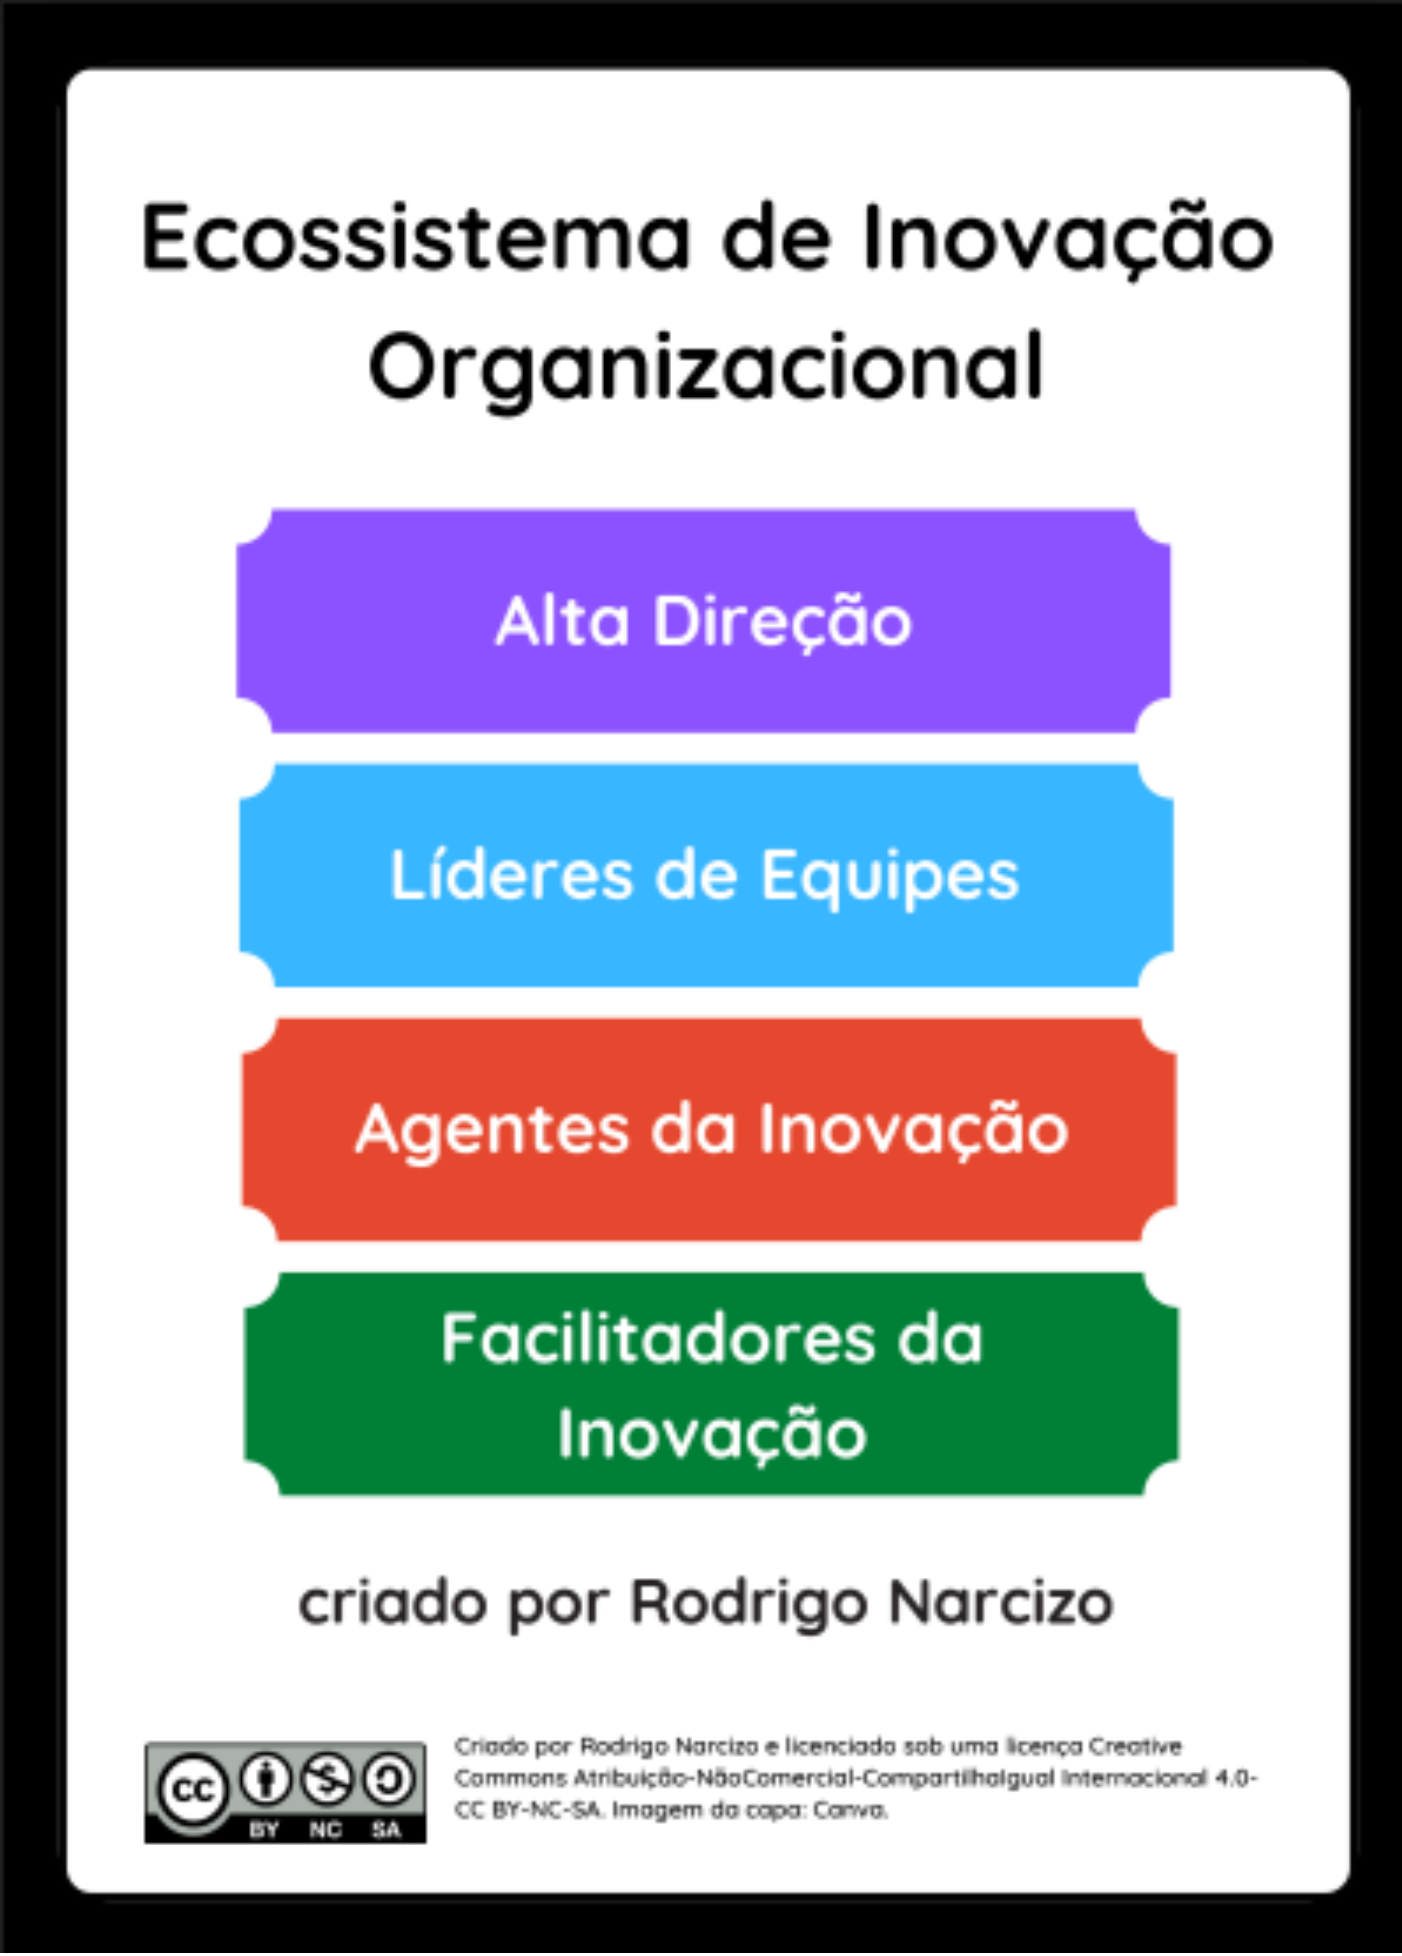 Ecossistema de Inovação
Organizacional
Alta Direção
Líderes de Equipes
Agentes da Inovação
Facilitadores da
Inovação
criado por Rodrigo Narcizo
Criado por Rodrigo Narcizo e licenciado sob uma licença Creative
Commons Atribuição-NãoComercial-CompartilhaIgual Internacional 4.0-
CC BY-NC-SA. Imagem da capa: Canva.
cc
BY NC SA